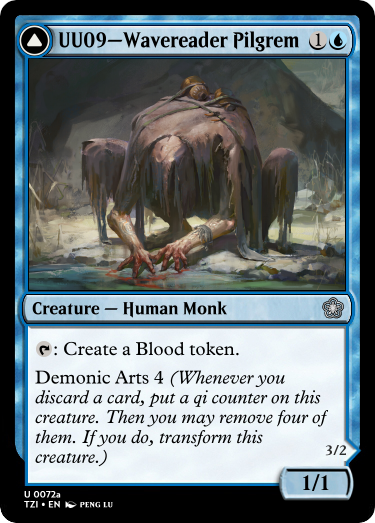 UU09—Wavereader Pilgrem 1
Creature — Human Monk
: Create a Blood token.
Demonic Arts 4 (Whenever you
discard a card, put a qi counter on this
creature. Then you may remove four of
them. If you do, transform this
creature.)
3/2
1/1
U 0072a
TZI • EN PENG LU